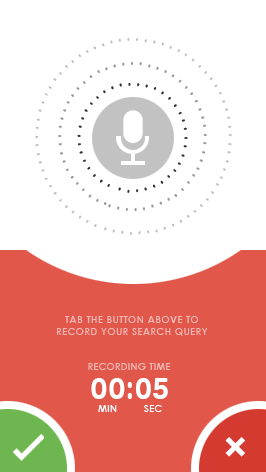 TAB THE BUTTON ABOVE TO
RECORD YOUR SEARCH QUERY
RECORDING TIME
00:05
MIN SEC